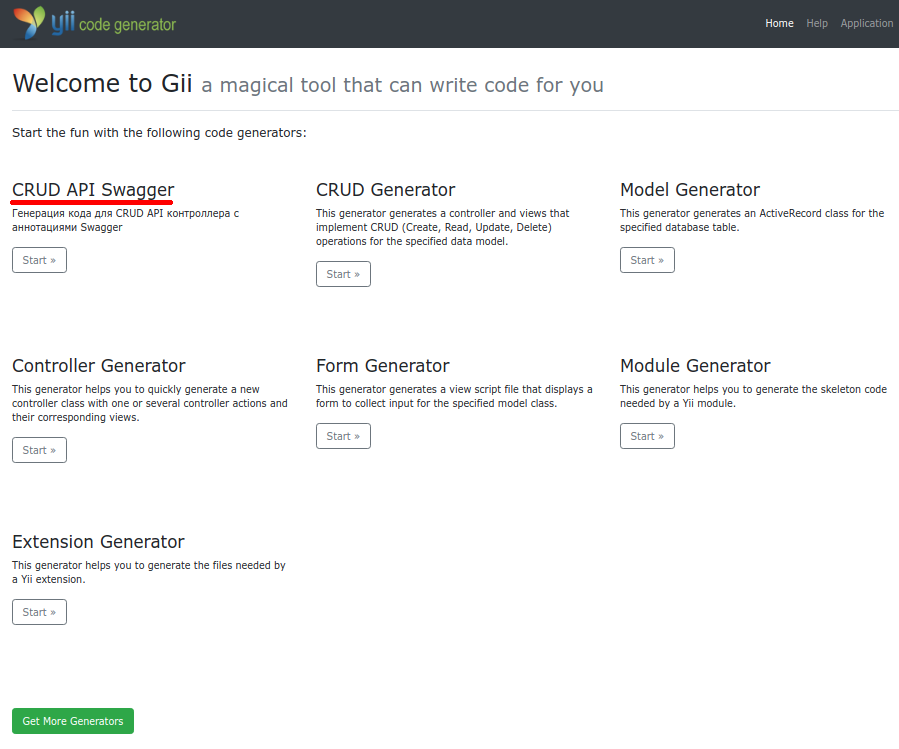 yii code generator
Home Help Application
Welcome to Gii a magical tool that can write code for you
Start the fun with the following code generators:
CRUD API Swagger
Генерация кода для CRUD API контроллера с
аннотациями Swagger
Start »
CRUD Generator
This generator generates a controller and views that
implement CRUD (Create, Read, Update, Delete)
operations for the specified data model.
Start »
Model Generator
This generator generates an ActiveRecord class for the
specified database table.
Start »
Controller Generator
This generator helps you to quickly generate a new
controller class with one or several controller actions and
their corresponding views.
Start »
Form Generator
This generator generates a view script file that displays a
form to collect input for the specified model class.
Start »
Module Generator
This generator helps you to generate the skeleton code
needed by a Yii module.
Start »
Extension Generator
This generator helps you to generate the files needed by
a Yii extension.
Start »
Get More Generators